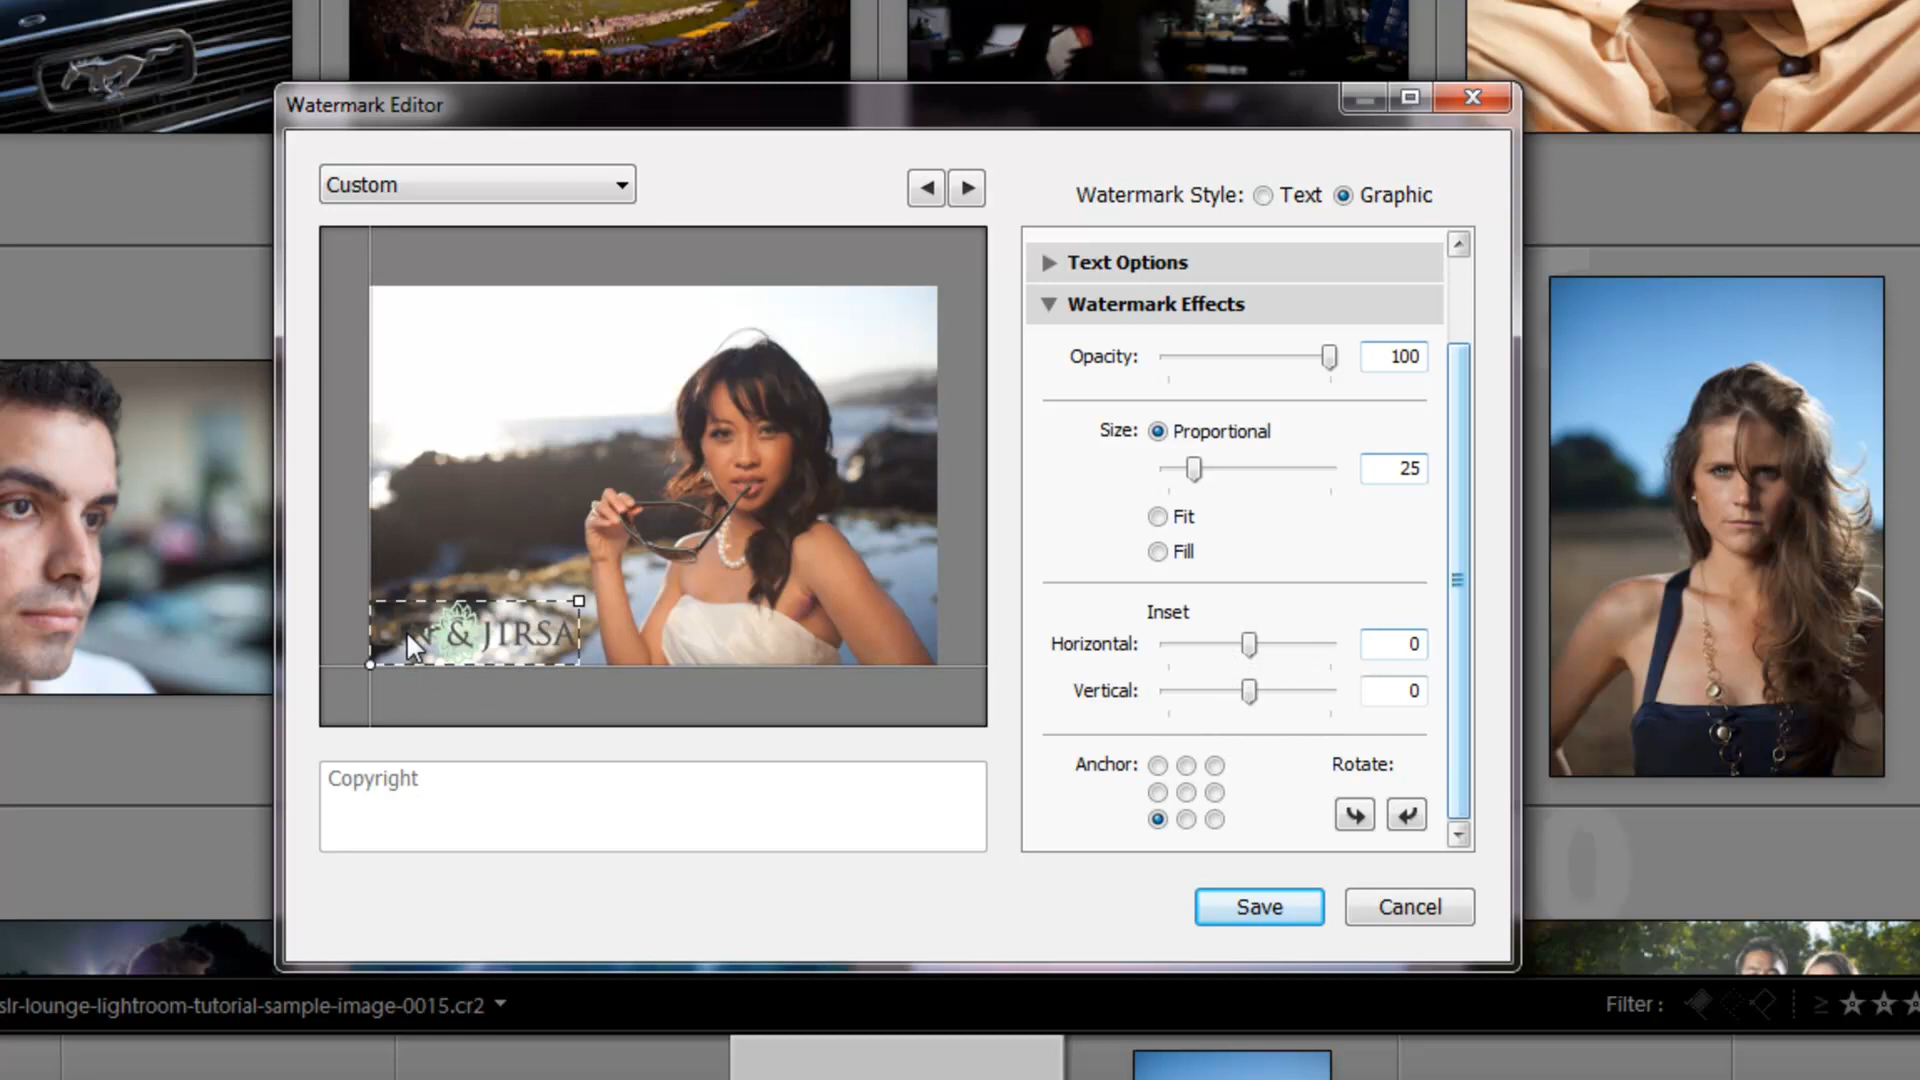 Watermark Editor
Custom
Watermark Style: Text Graphic
Text Options
Watermark Effects
Opacity: 100
Size: Proportional
25
Fit
Fill
& JIRSA
Inset
Horizontal: 0
Vertical: 0
Anchor: Rotate:
Copyright
Save Cancel
slr-lounge-lightroom-tutorial-sample-image-0015.cr2
Filter : ≥